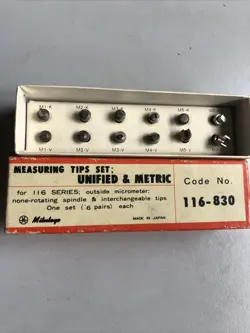 M1-K M2-K M3-K M4-K M5-K
M1-V M2-V M3-V M4-V M5-V
MEASURING TIPS SET;
UNIFIED & METRIC
for 116 SERIES; outside micrometer;
non-rotating spindle & interchangeable tips
One set (6 pairs) each
Mitutoyo
MADE IN JAPAN
Code No.
116-830